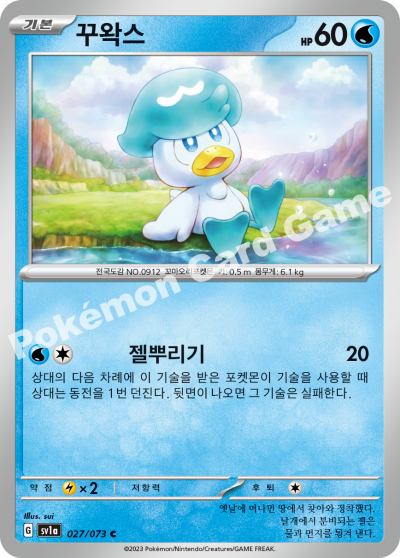 기본 꾸왁스 HP 60
전국도감 NO.0912 꼬마오리포켓몬 키: 0.5 m 몸무게: 6.1 kg
젤뿌리기 20
상대의 다음 차례에 이 기술을 받은 포켓몬이 기술을 사용할 때
상대는 동전을 1번 던진다. 뒷면이 나오면 그 기술은 실패한다.
약점 ×2 저항력 후퇴
Illus. sui
G sv1a 027/073 C
옛날에 머나먼 땅에서 찾아와 정착했다.
날개에서 분비되는 젤은
물과 먼지를 튕겨 낸다.
©2023 Pokémon/Nintendo/Creatures/GAME FREAK.
Pokémon Card Game